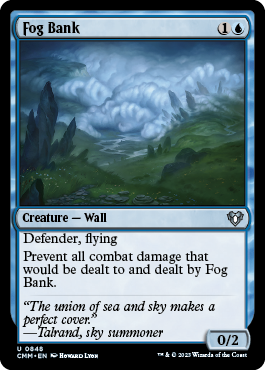 Fog Bank 1
Creature — Wall
Defender, flying
Prevent all combat damage that
would be dealt to and dealt by Fog
Bank.
“The union of sea and sky makes a
perfect cover.”
—Talrand, sky summoner
0/2
U 0848
CMM • EN Howard Lyon
™ & © 2023 Wizards of the Coast